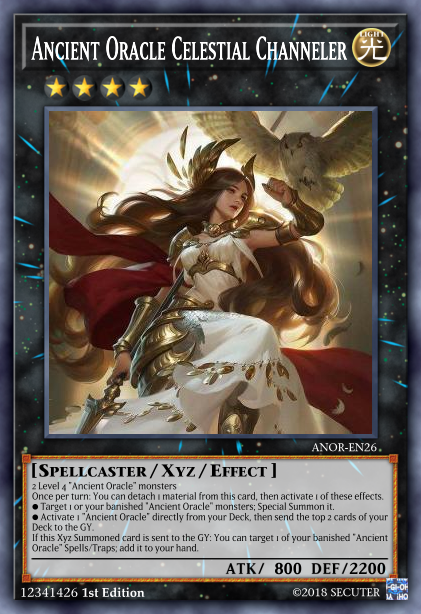 Ancient Oracle Celestial Channeler
LIGHT
光
ANOR-EN26
[Spellcaster / Xyz / Effect]
2 Level 4 "Ancient Oracle" monsters
Once per turn: You can detach 1 material from this card, then activate 1 of these effects.
● Target 1 or your banished "Ancient Oracle" monsters; Special Summon it.
● Activate 1 "Ancient Oracle" directly from your Deck, then send the top 2 cards of your
Deck to the GY.
If this Xyz Summoned card is sent to the GY: You can target 1 of your banished "Ancient
Oracle" Spells/Traps; add it to your hand.
ATK/ 800 DEF/2200
12341426 1st Edition
©2018 SECUTER